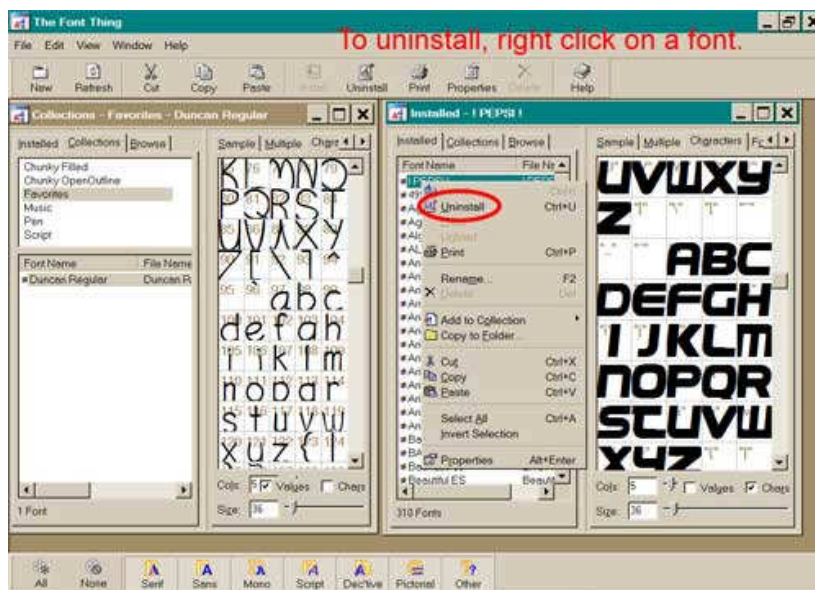 The Font Thing
To uninstall, right click on a font.
File Edit View Window Help
New Refresh Cut Copy Paste Install Uninstall Print Properties Delete Help
Collections - Favorites - Duncan Regular
Installed Collections Browse
Sample Multiple
Chunky Filled
Chunky OpenOutline
Favorites
Music
Pen
Script
Font Name File Name
Duncan Regular Duncan R
K l m n o
P Q R S T
U V W X Y
Z [ \ ] ^
a b c
d e f g h
i j k l m
n o p q r
s t u v w
x y z { |
Cols: 5 Values Chars
Size: 36
1 Font
Installed - ! PEPSI !
Installed Collections Browse
Sample Multiple Characters
Font Name File Na
Uninstall Ctrl+U
Print Ctrl+P
Rename... F2
Delete Del
Add to Collection
Copy to Folder...
Cut Ctrl+X
Copy Ctrl+C
Paste Ctrl+V
Select All Ctrl+A
Invert Selection
Properties Alt+Enter
Beautiful ES Beauti
310 Fonts
UVWXY
Z
ABC
DEFGH
IJKLM
NOPQR
STUVW
XYZ
Cols: 5 Values Chars
Size: 36
All None Serif Sans Mono Script Dec'tive Pictorial Other